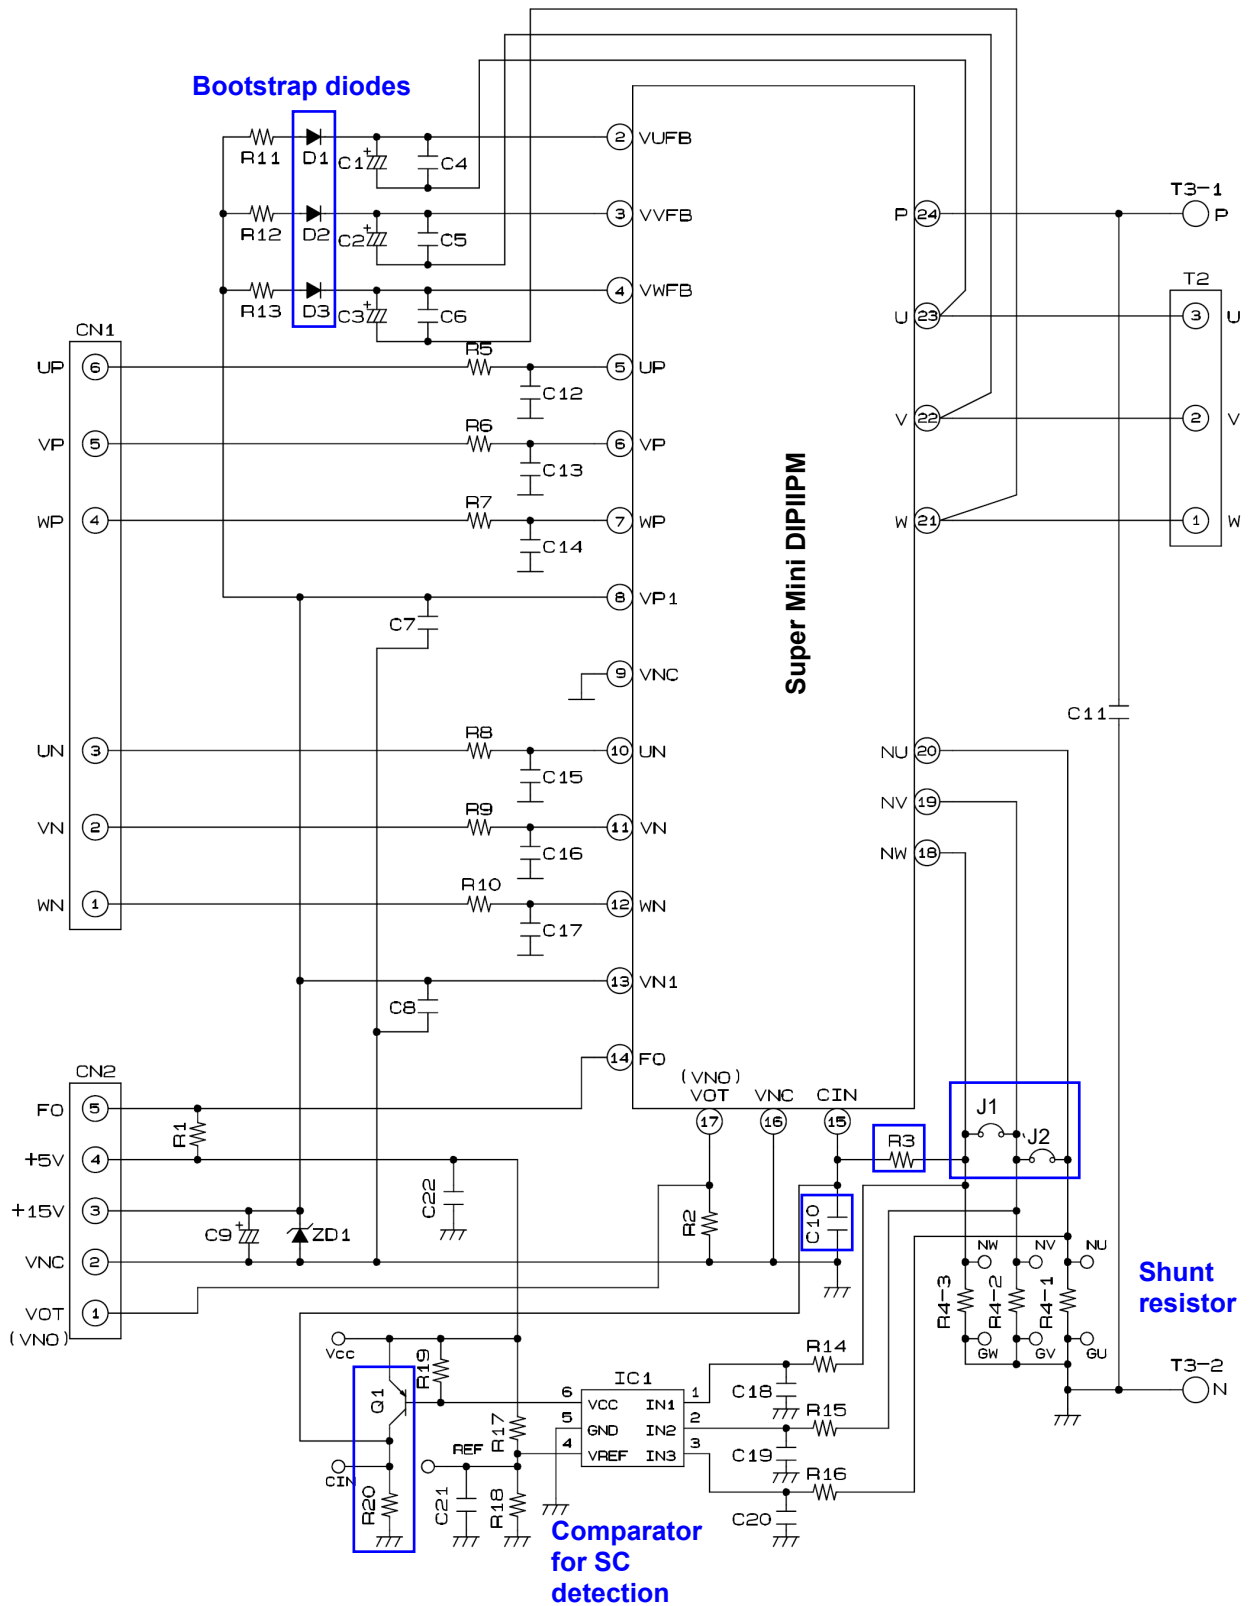 Bootstrap diodes
R11
D1
C1
+
C4
2
VUFB
R12
D2
C2
+
C5
3
VVFB
R13
D3
C3
+
C6
4
VWFB
P
24
T3-1
P
T2
U
23
3
U
V
22
2
V
W
21
1
W
CN1
UP
6
R5
C12
5
UP
VP
5
R6
C13
6
VP
WP
4
R7
C14
7
WP
C7
8
VP1
9
VNC
Super Mini DIPIIPM
C11
UN
3
R8
C15
10
UN
VN
2
R9
C16
11
VN
WN
1
R10
C17
12
WN
NU
20
NV
19
NW
18
C8
13
VN1
14
FO
(VNO)
VOT
VNC
CIN
17
16
15
CN2
FO
5
R1
+5V
4
+15V
3
VNC
2
VOT
1
(VNO)
C9
+
ZD1
C22
R2
C10
R3
J1
J2
NW
NV
NU
R4-3
R4-2
R4-1
GW
GV
GU
Shunt
resistor
T3-2
N
Vcc
R19
Q1
CIN
R20
REF
C21
R17
R18
IC1
6
VCC
IN1
1
5
GND
IN2
2
4
VREF
IN3
3
R14
C18
R15
C19
R16
C20
Comparator
for SC
detection